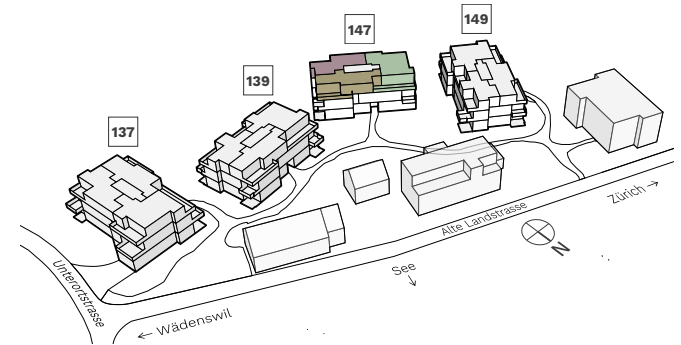 149
147
139
137
Zürich →
Alte Landstrasse
N
See
↓
Unterortstrasse
← Wädenswil